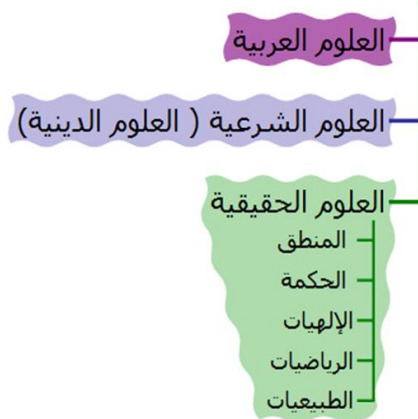 العلوم العربية
العلوم الشرعية ( العلوم الدينية)
العلوم الحقيقية
المنطق
الحكمة
الإلهيات
الرياضيات
الطبيعيات